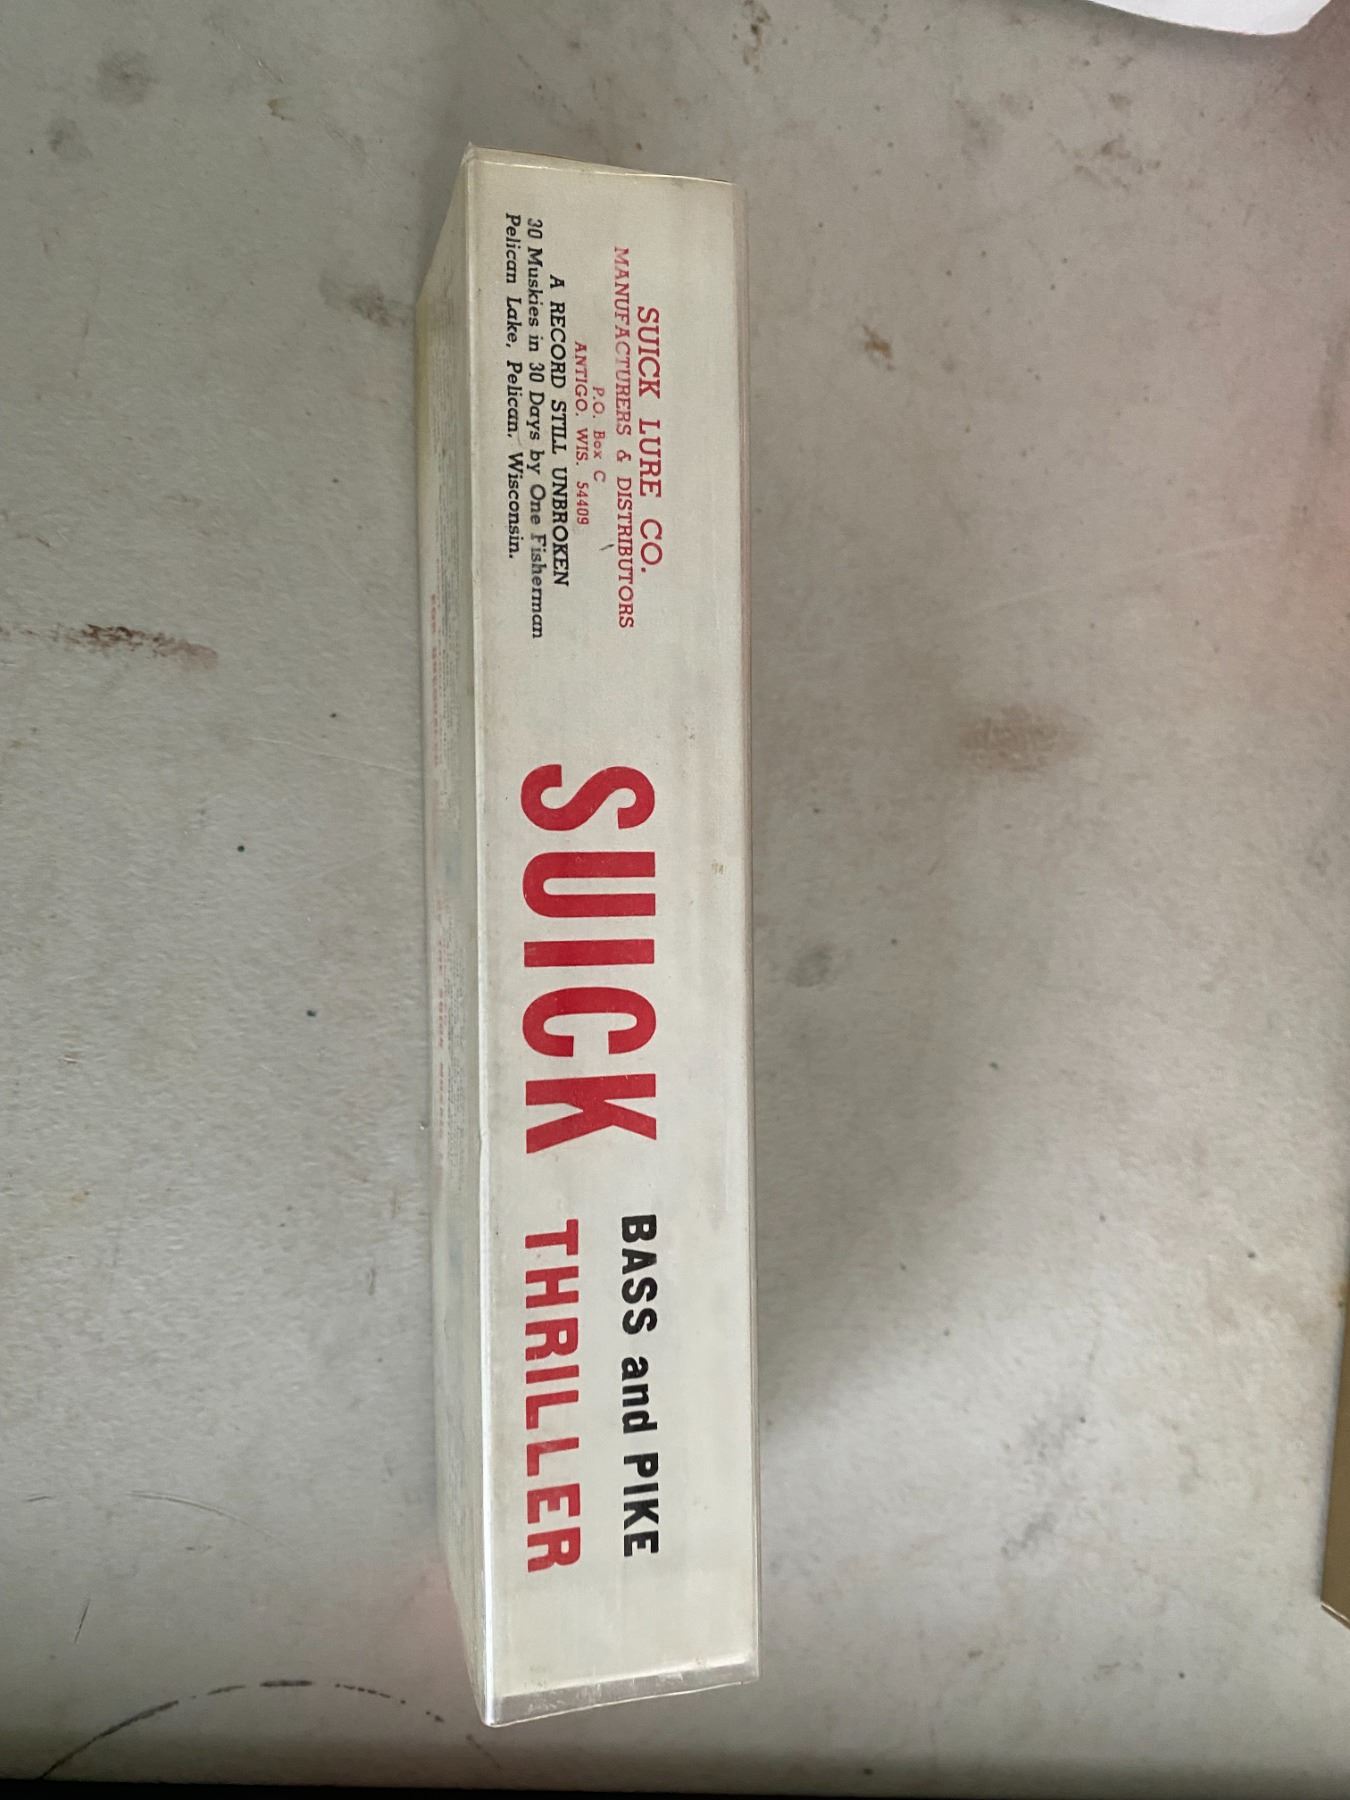 SUICK LURE CO.
MANUFACTURERS & DISTRIBUTORS
P.O. Box C
ANTIGO, WIS. 54409
A RECORD STILL UNBROKEN
30 Muskies in 30 Days by One Fisherman
Pelican Lake, Pelican, Wisconsin.
SUICK
BASS and PIKE
THRILLER